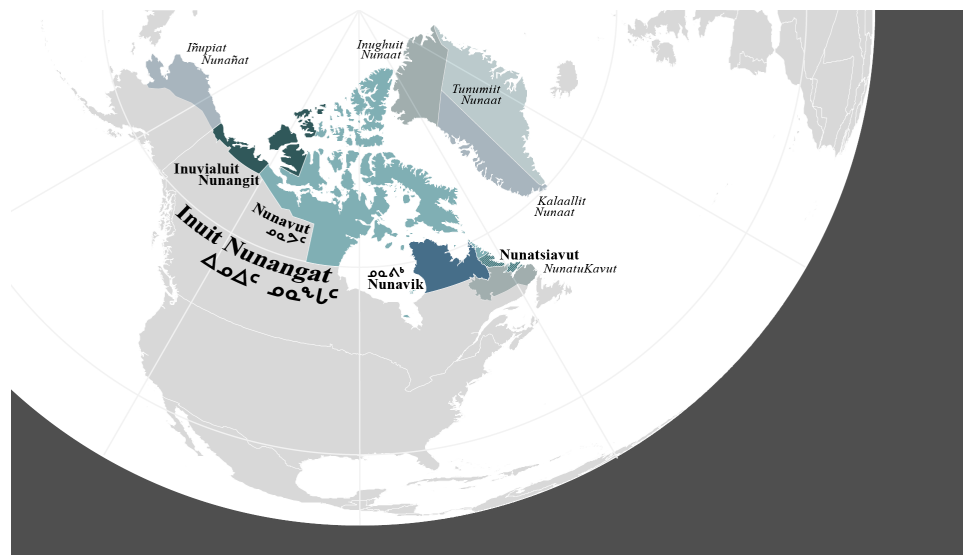 Iñupiat
Nunañat
Inughuit
Nunaat
Tunumiit
Nunaat
Inuvialuit
Nunangit
Kalaallit
Nunaat
Nunavut
ᓄᓇᕗᑦ
Inuit Nunangat
ᐃᓄᐃᑦ ᓄᓇᖓᑦ
Nunatsiavut
NunatuKavut
ᓄᓇᕕᒃ
Nunavik